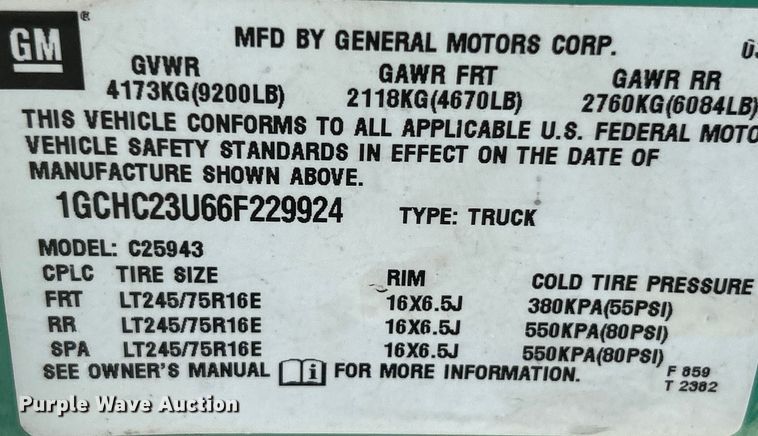 GM®
MFD BY GENERAL MOTORS CORP.
GVWR GAWR FRT GAWR RR
4173KG(9200LB) 2118KG(4670LB) 2760KG(6084LB)
THIS VEHICLE CONFORMS TO ALL APPLICABLE U.S. FEDERAL MOTO
VEHICLE SAFETY STANDARDS IN EFFECT ON THE DATE OF
MANUFACTURE SHOWN ABOVE.
1GCHC23U66F229924 TYPE: TRUCK
MODEL: C25943
CPLC TIRE SIZE RIM COLD TIRE PRESSURE
FRT LT245/75R16E 16X6.5J 380KPA(55PSI)
RR LT245/75R16E 16X6.5J 550KPA(80PSI)
SPA LT245/75R16E 16X6.5J 550KPA(80PSI)
SEE OWNER'S MANUAL i FOR MORE INFORMATION.
F 859
T 2382
Purple Wave Auction